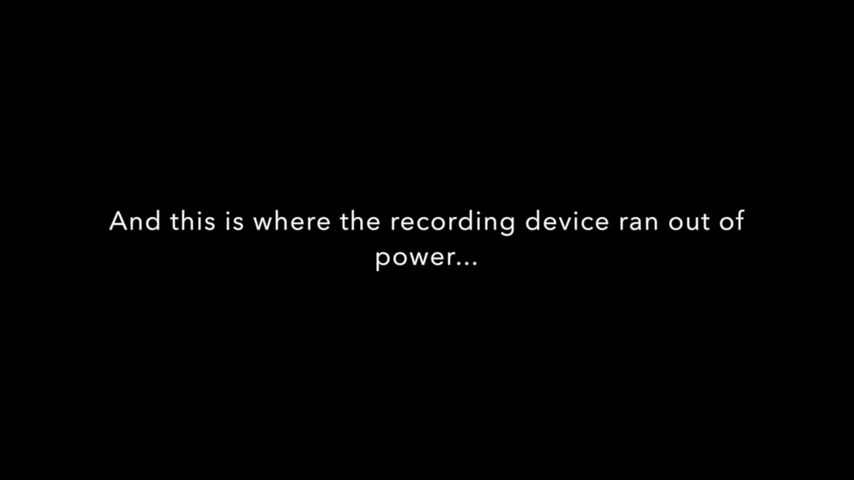 And this is where the recording device ran out of
power...